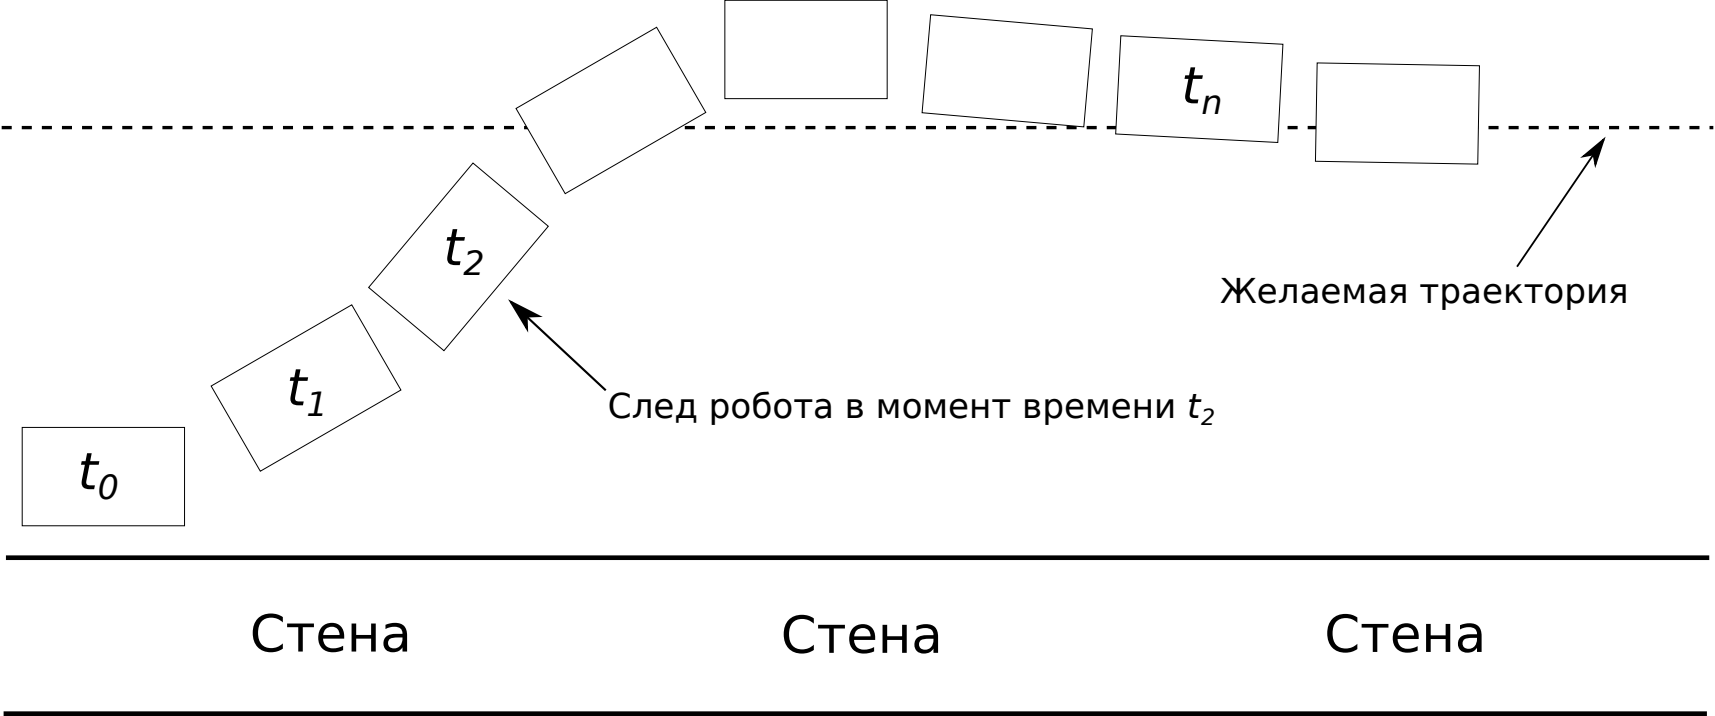 tn
t2
Желаемая траектория
t1
След робота в момент времени t2
t0
Стена Стена Стена